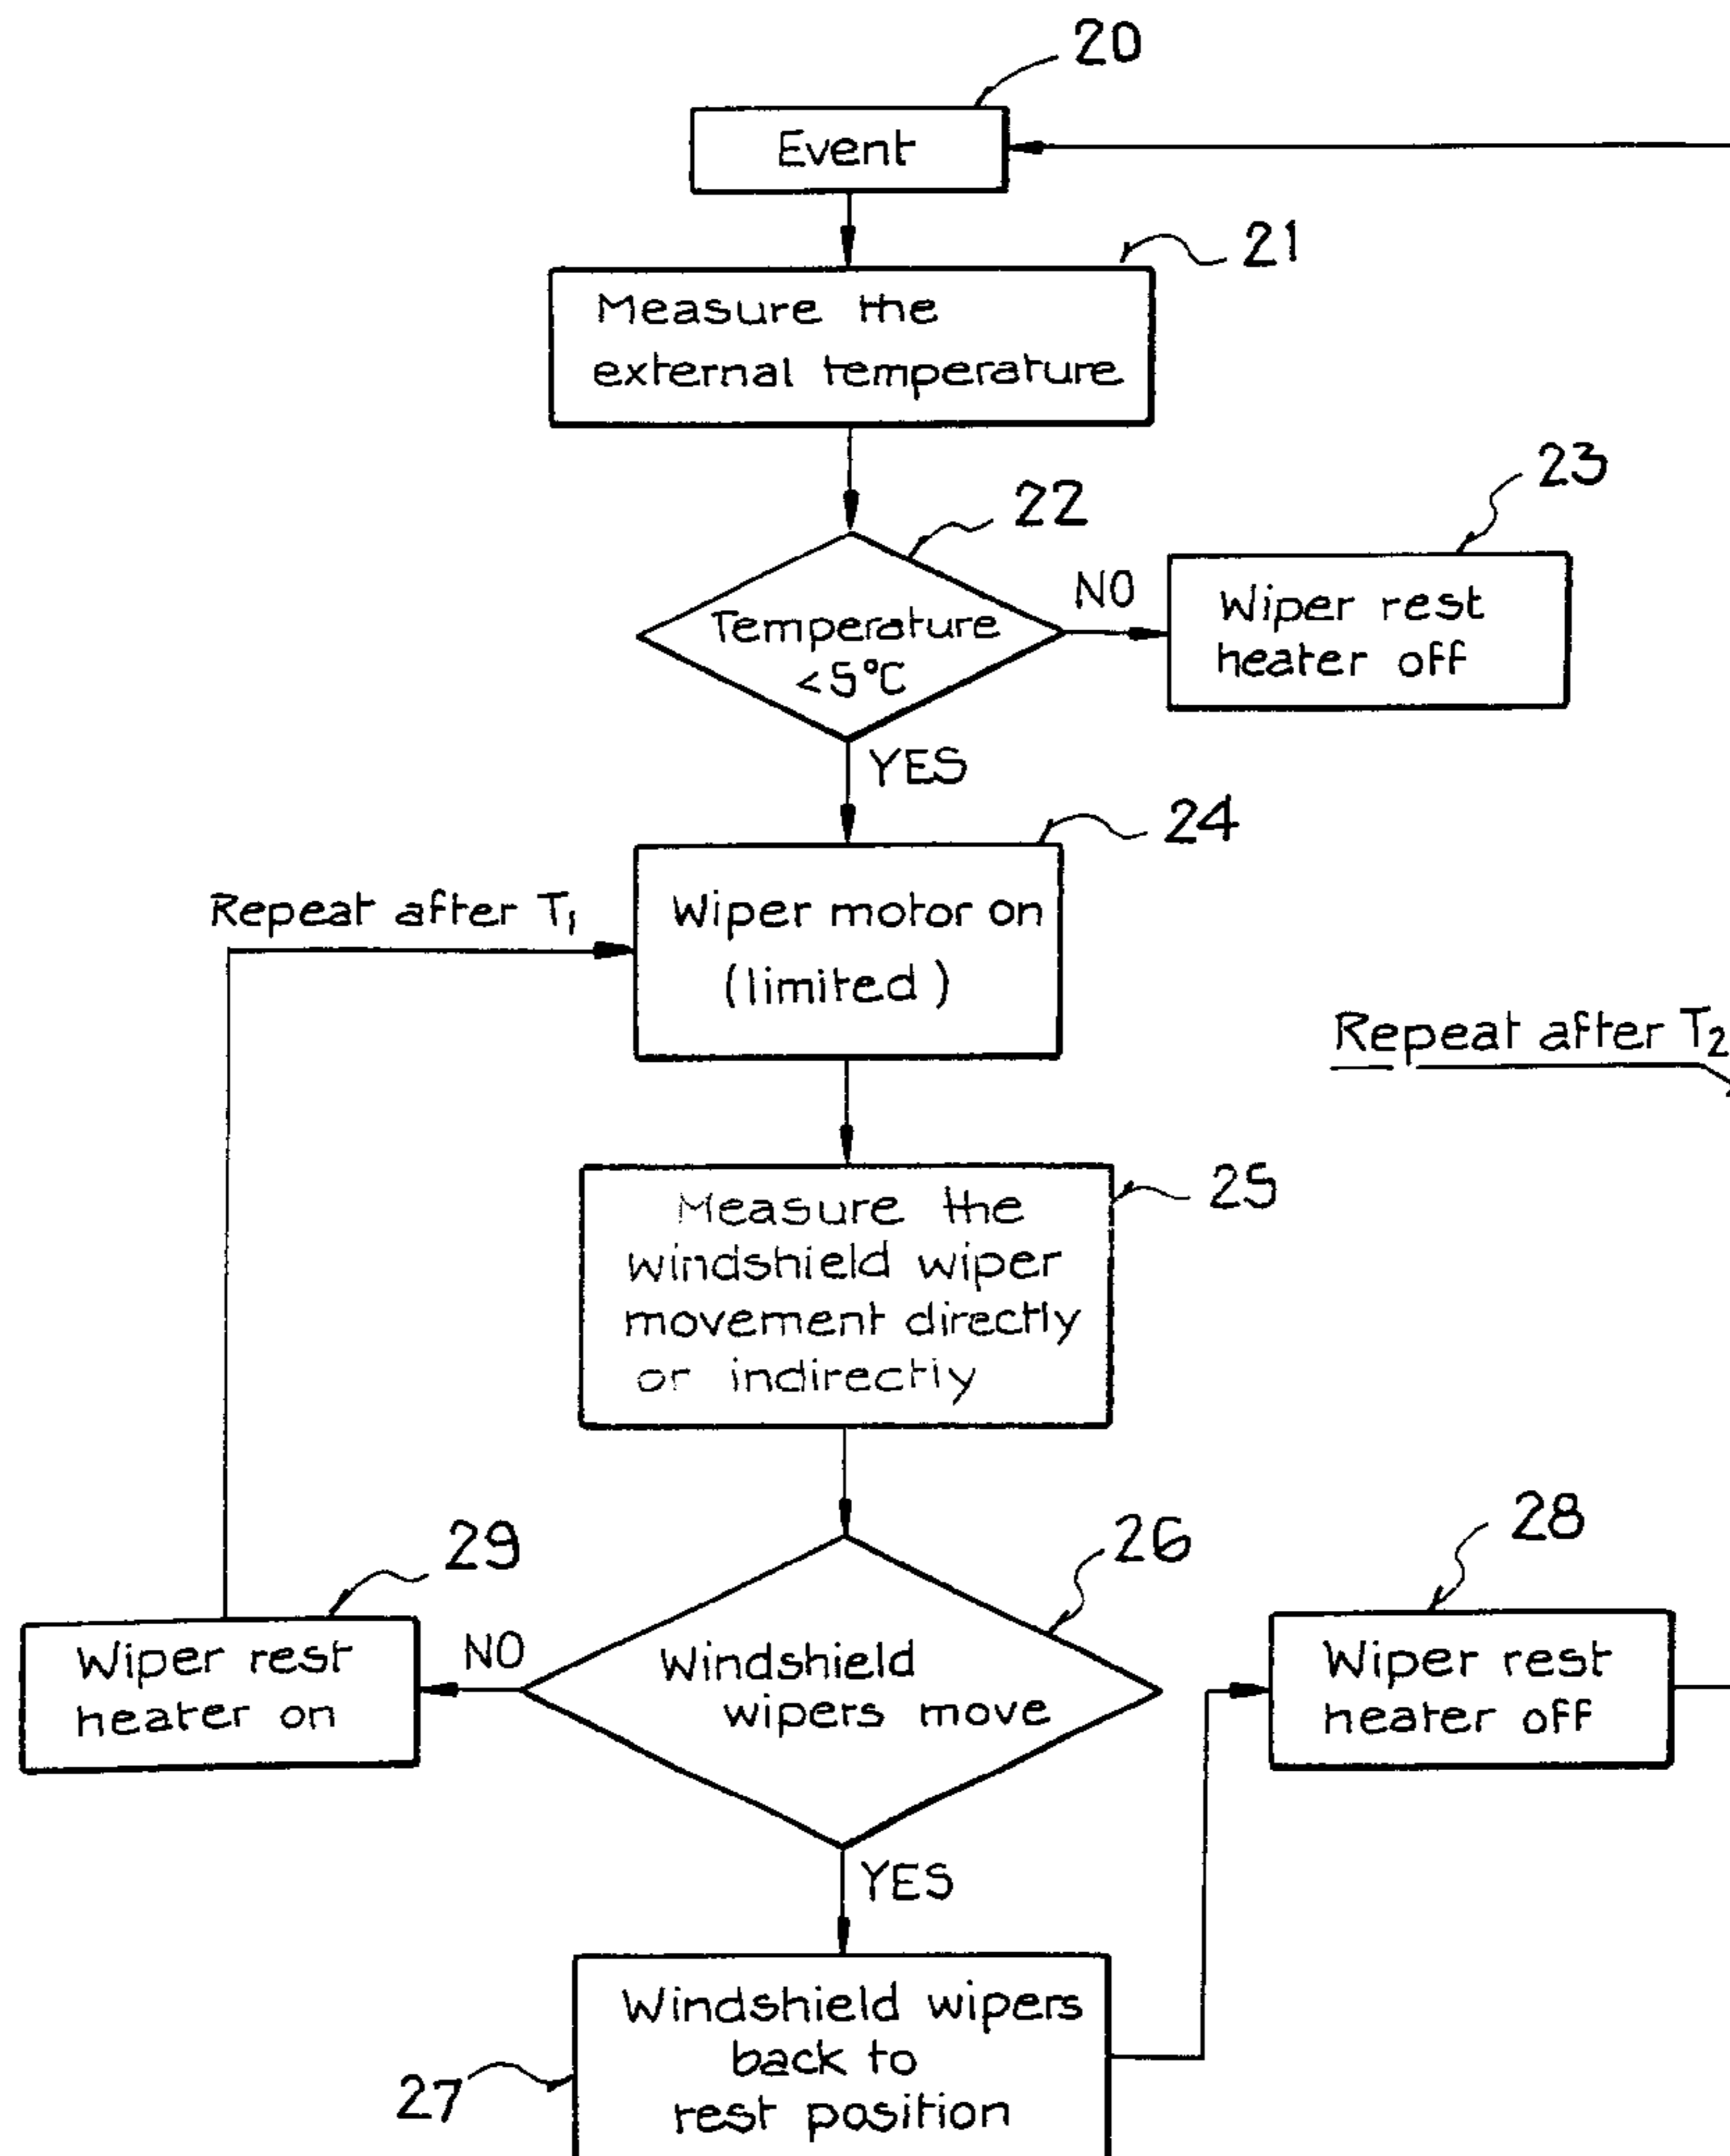 20
Event
21
Measure the
external temperature
22
Temperature
<5°C
NO
23
Wiper rest
heater off
YES
24
Repeat after T₁
Wiper motor on
(limited)
Repeat after T₂
25
Measure the
windshield wiper
movement directly
or indirectly
26
28
29
Wiper rest
heater on
NO
Windshield
wipers move
Wiper rest
heater off
YES
27
Windshield wipers
back to
rest position